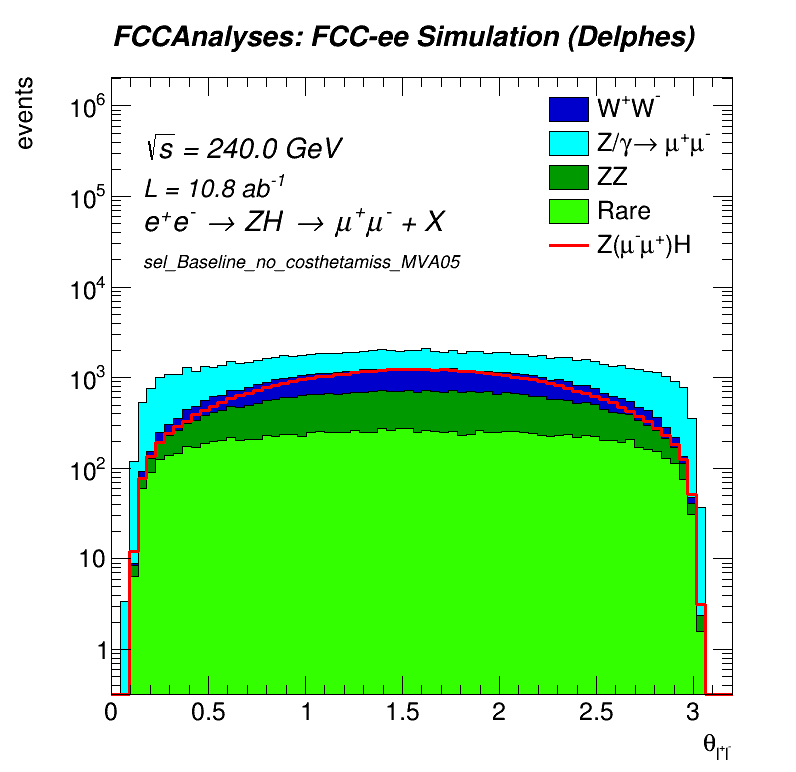 FCCAnalyses: FCC-ee Simulation (Delphes)
events
10⁶
10⁵
10⁴
10³
10²
10
1
√s = 240.0 GeV
L = 10.8 ab⁻¹
e⁺e⁻ → ZH → μ⁺μ⁻ + X
sel_Baseline_no_costhetamiss_MVA05
W⁺W⁻
Z/γ→ μ⁺μ⁻
ZZ
Rare
Z(μ⁻μ⁺)H
0 0.5 1 1.5 2 2.5 3
θ_l⁺l⁻